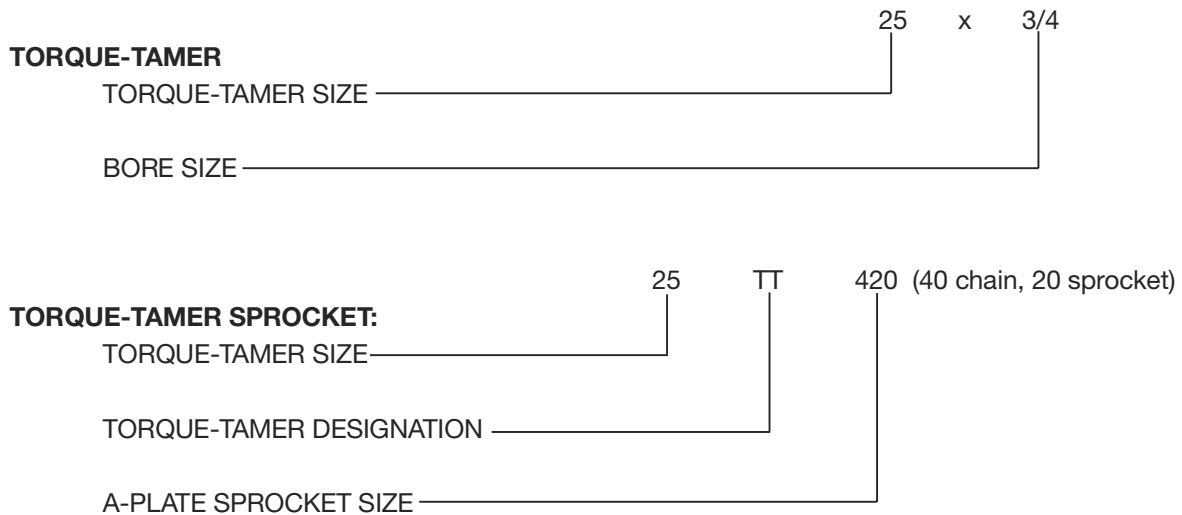 25 x 3/4
TORQUE-TAMER
TORQUE-TAMER SIZE
BORE SIZE
25 TT 420 (40 chain, 20 sprocket)
TORQUE-TAMER SPROCKET:
TORQUE-TAMER SIZE
TORQUE-TAMER DESIGNATION
A-PLATE SPROCKET SIZE